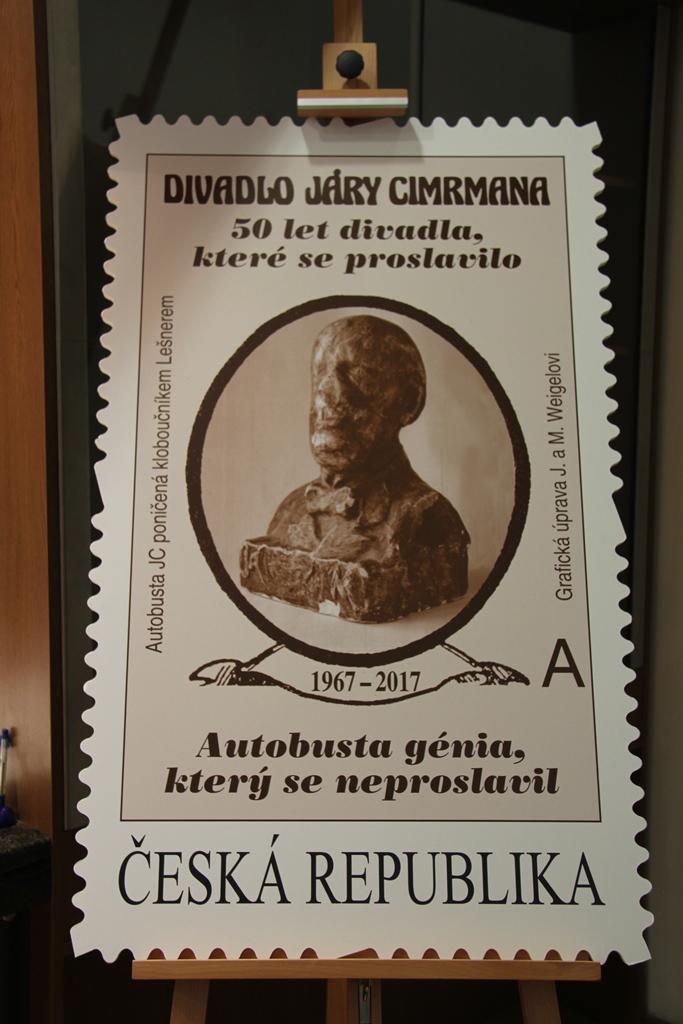 DIVADLO JÁRY CIMRMANA
50 let divadla,
které se proslavilo
Autobusta JC poničená kloboučníkem Lešnerem
Grafická úprava J. a M. Weigelovi
1967–2017
A
Autobusta génia,
který se neproslavil
ČESKÁ REPUBLIKA